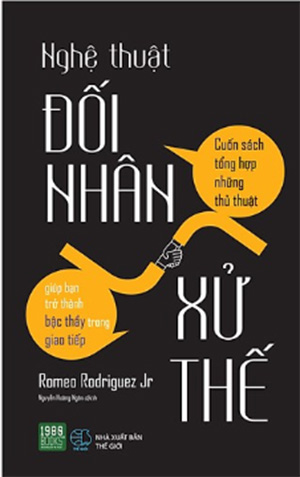 Nghệ thuật
ĐỐI
NHÂN
XỬ
THẾ
Cuốn sách
tổng hợp
những
thủ thuật
giúp bạn
trở thành
bậc thầy trong
giao tiếp
Romeo Rodriguez Jr
1980
BOOKS
NHÀ XUẤT BẢN
THẾ GIỚI